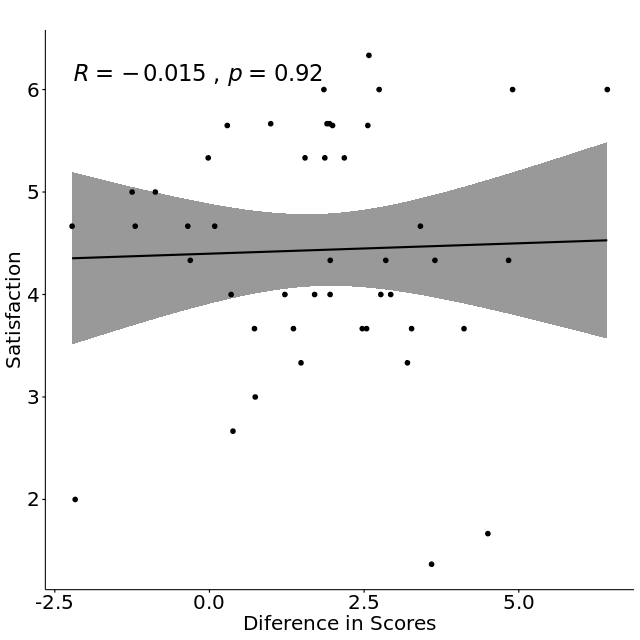 R = −0.015 , p = 0.92
6
5
4
3
2
Satisfaction
-2.5 0.0 2.5 5.0
Diference in Scores